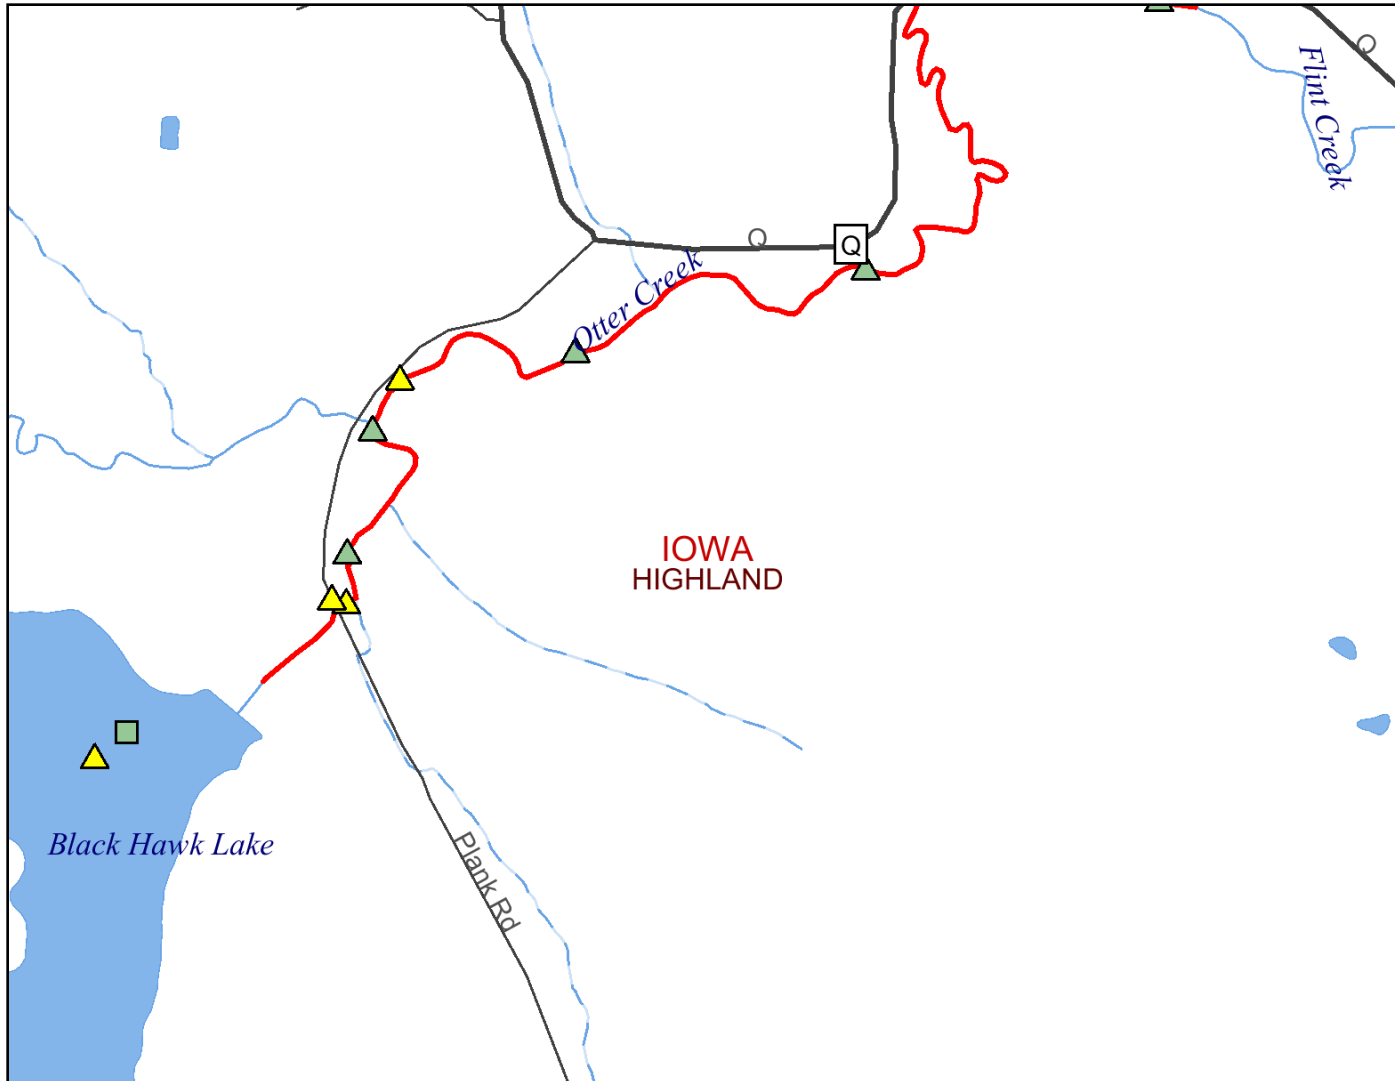 Q
Flint Creek
Q
Q
Otter Creek
IOWA
HIGHLAND
Black Hawk Lake
Plank Rd